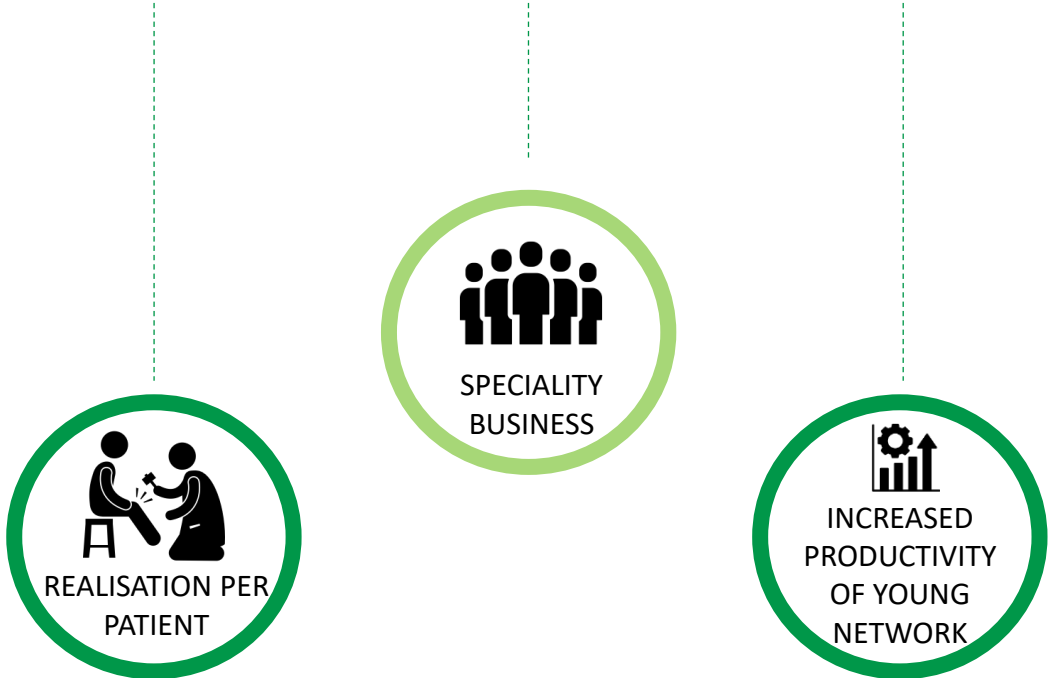 SPECIALITY
BUSINESS
REALISATION PER
PATIENT
INCREASED
PRODUCTIVITY
OF YOUNG
NETWORK